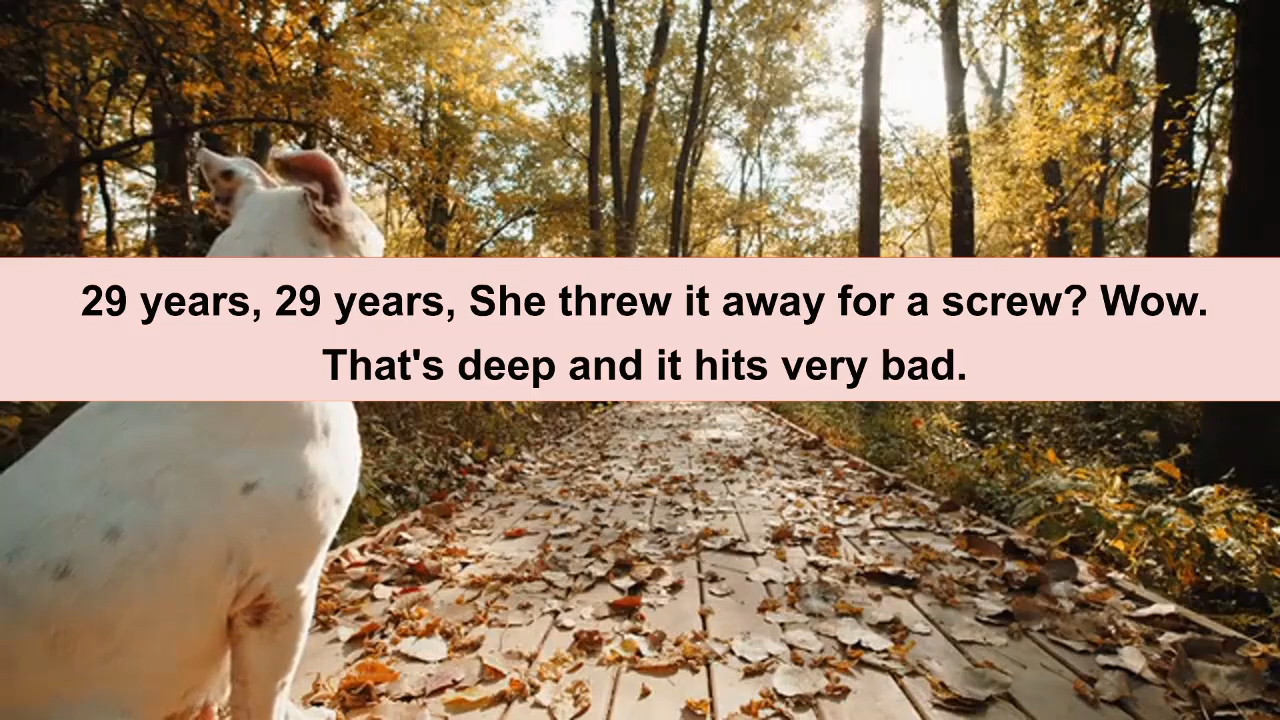 29 years, 29 years, She threw it away for a screw? Wow.
That's deep and it hits very bad.